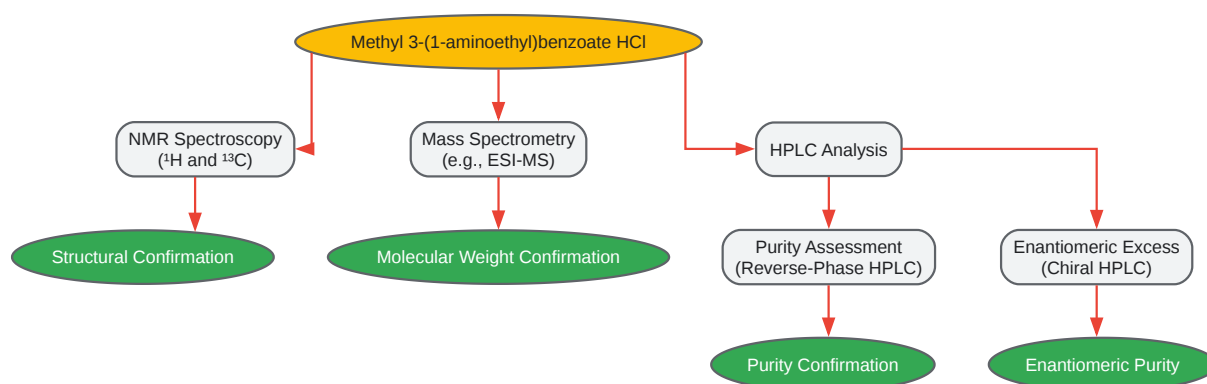 Methyl 3-(1-aminoethyl)benzoate HCl
NMR Spectroscopy
(¹H and ¹³C)
Mass Spectrometry
(e.g., ESI-MS)
HPLC Analysis
Structural Confirmation
Molecular Weight Confirmation
Purity Assessment
(Reverse-Phase HPLC)
Enantiomeric Excess
(Chiral HPLC)
Purity Confirmation
Enantiomeric Purity